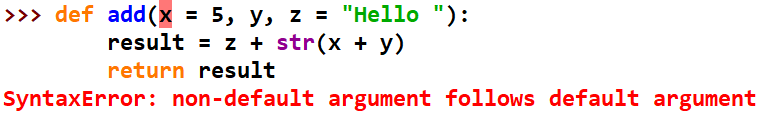 >>> def add(x = 5, y, z = "Hello "):
        result = z + str(x + y)
        return result
SyntaxError: non-default argument follows default argument